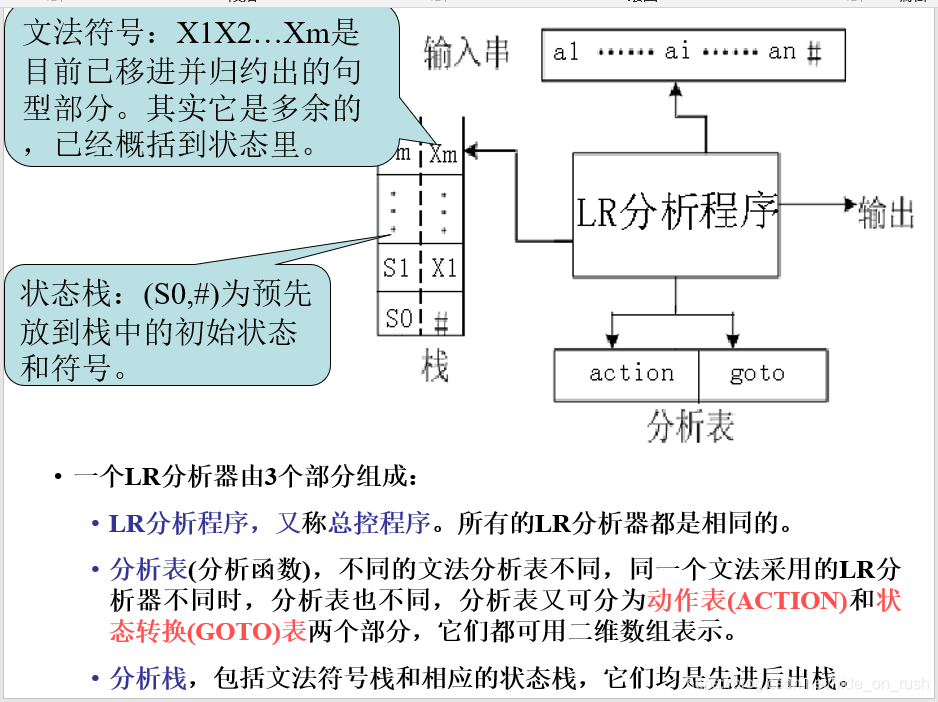 文法符号：X1X2…Xm是
目前已移进并归约出的句
型部分。其实它是多余的
，已经概括到状态里。
输入串
a1 ······ ai ······ an #
m Xm
LR分析程序
输出
S1 X1
S0 #
栈
状态栈：(S0,#)为预先
放到栈中的初始状态
和符号。
action goto
分析表
• 一个LR分析器由3个部分组成：
• LR分析程序，又称总控程序。所有的LR分析器都是相同的。
• 分析表(分析函数)，不同的文法分析表不同，同一个文法采用的LR分
析器不同时，分析表也不同，分析表又可分为动作表(ACTION)和状
态转换(GOTO)表两个部分，它们都可用二维数组表示。
• 分析栈，包括文法符号栈和相应的状态栈，它们均是先进后出栈。